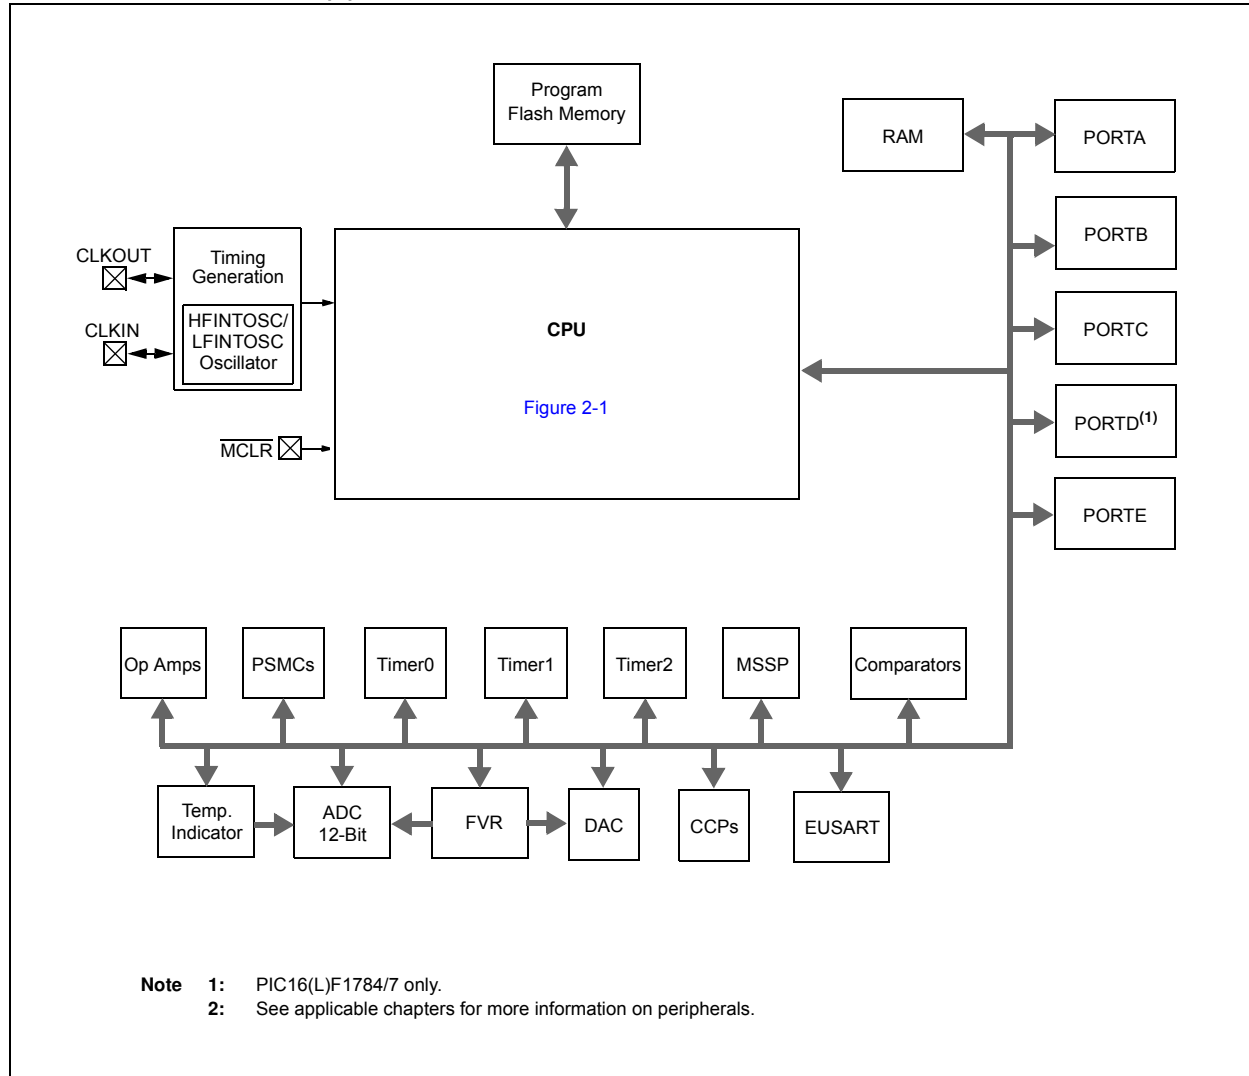 Program
Flash Memory
RAM
PORTA
PORTB
CLKOUT
Timing
Generation
CLKIN
HFINTOSC/
LFINTOSC
Oscillator
CPU
PORTC
Figure 2-1
PORTD(1)
MCLR
PORTE
Op Amps
PSMCs
Timer0
Timer1
Timer2
MSSP
Comparators
Temp.
Indicator
ADC
12-Bit
FVR
DAC
CCPs
EUSART
Note 1: PIC16(L)F1784/7 only.
2: See applicable chapters for more information on peripherals.